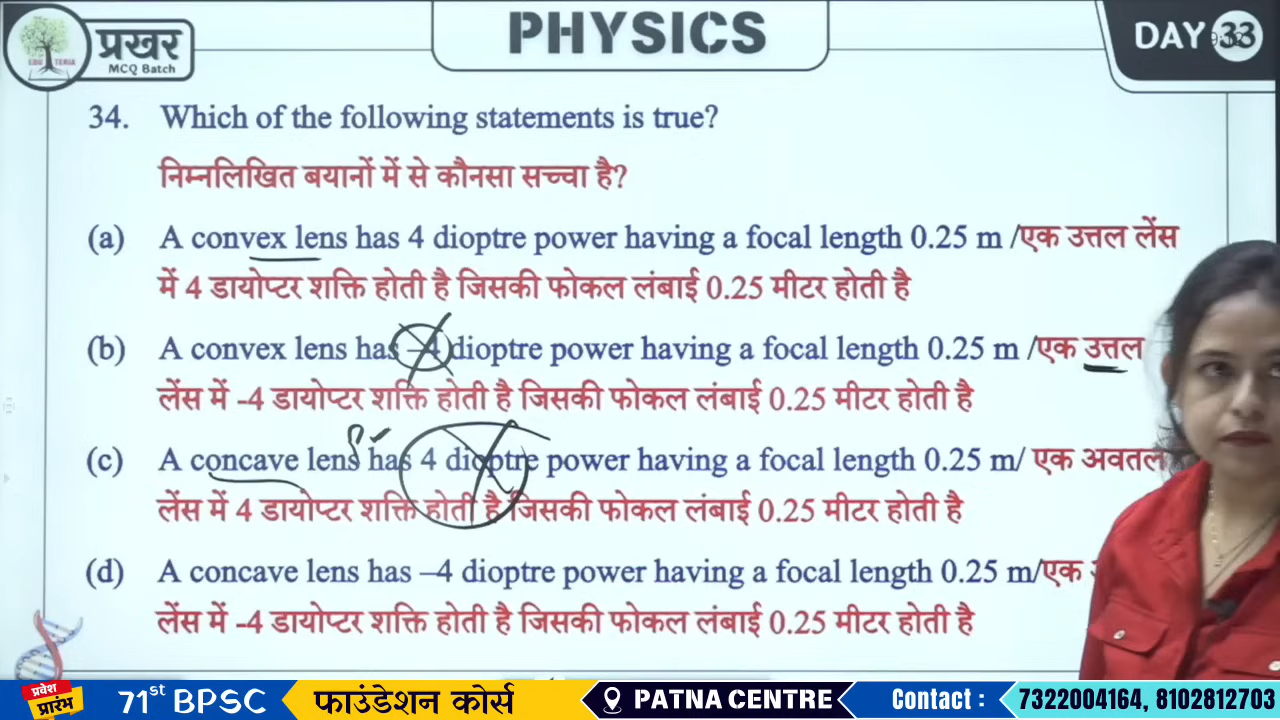 EDU TERIA
प्रखर
MCQ Batch
PHYSICS
DAY 33
34. Which of the following statements is true?
निम्नलिखित बयानों में से कौनसा सच्चा है?
(a) A convex lens has 4 dioptre power having a focal length 0.25 m /एक उत्तल लेंस
में 4 डायोप्टर शक्ति होती है जिसकी फोकल लंबाई 0.25 मीटर होती है
(b) A convex lens has –4 dioptre power having a focal length 0.25 m /एक उत्तल
लेंस में -4 डायोप्टर शक्ति होती है जिसकी फोकल लंबाई 0.25 मीटर होती है
(c) A concave lens has 4 dioptre power having a focal length 0.25 m/ एक अवतल
लेंस में 4 डायोप्टर शक्ति होती है जिसकी फोकल लंबाई 0.25 मीटर होती है
(d) A concave lens has –4 dioptre power having a focal length 0.25 m/एक
लेंस में -4 डायोप्टर शक्ति होती है जिसकी फोकल लंबाई 0.25 मीटर होती है
प्रवेश
प्रारंभ
71st BPSC
फाउंडेशन कोर्स
PATNA CENTRE
Contact :
7322004164, 8102812703